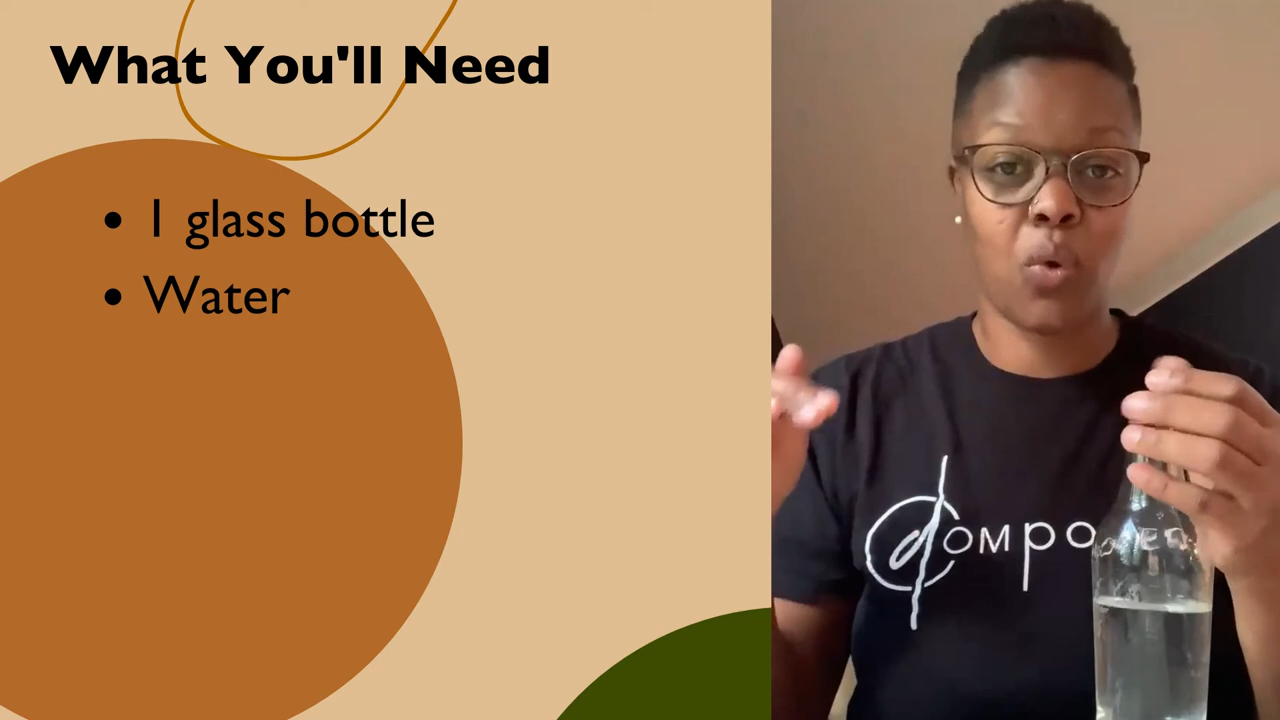 What You'll Need
• 1 glass bottle
• Water